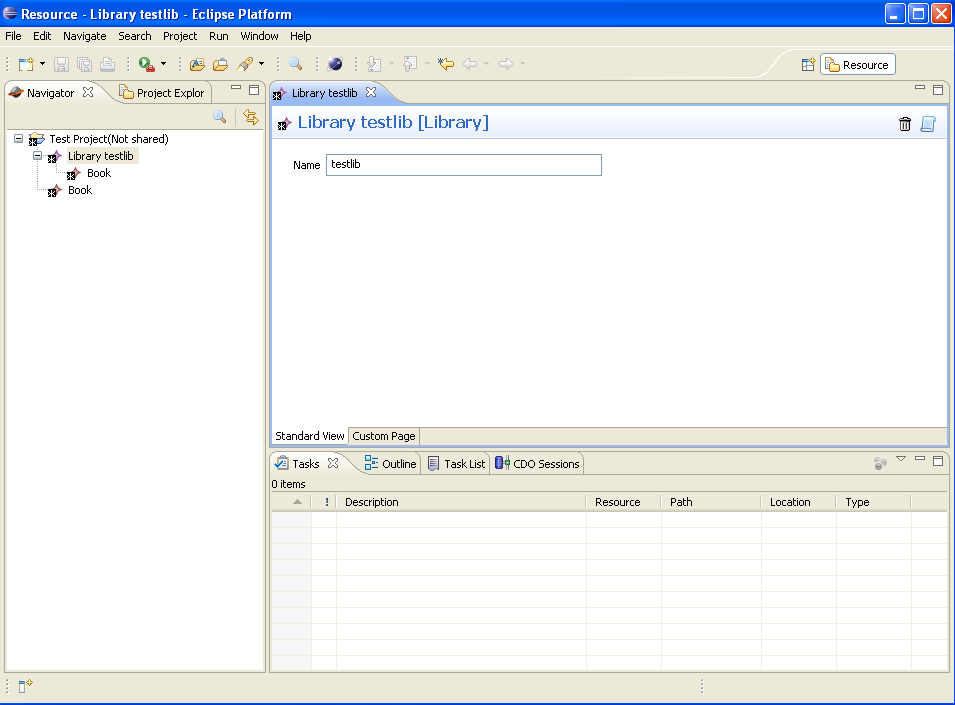 Resource - Library testlib - Eclipse Platform
File Edit Navigate Search Project Run Window Help
Resource
Navigator Project Explor
Test Project(Not shared)
Library testlib
Book
Book
Library testlib
Library testlib [Library]
Name testlib
Standard View Custom Page
Tasks Outline Task List CDO Sessions
0 items
! Description Resource Path Location Type